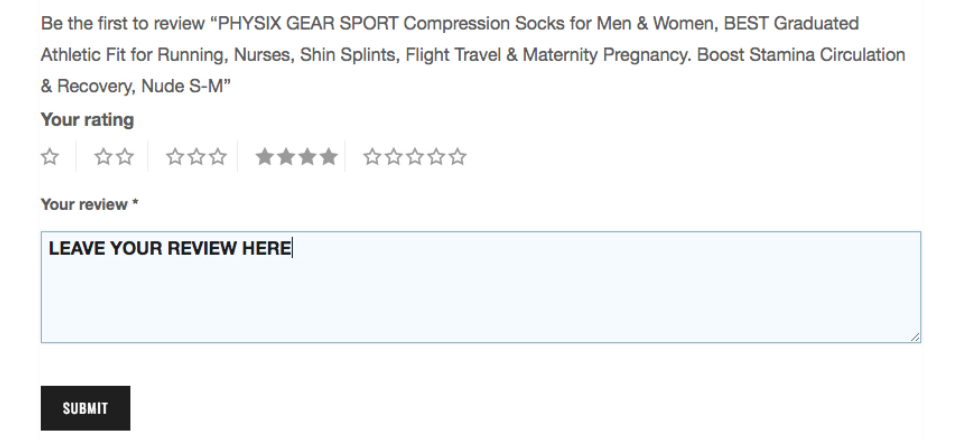 Be the first to review “PHYSIX GEAR SPORT Compression Socks for Men & Women, BEST Graduated
Athletic Fit for Running, Nurses, Shin Splints, Flight Travel & Maternity Pregnancy. Boost Stamina Circulation
& Recovery, Nude S-M”
Your rating
Your review *
LEAVE YOUR REVIEW HERE
SUBMIT